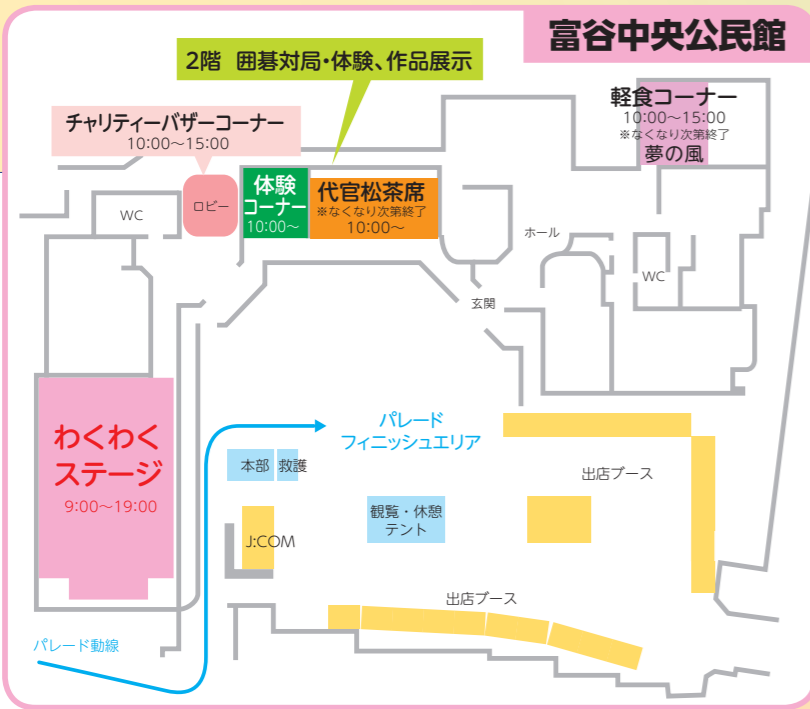 富谷中央公民館
2階 囲碁対局・体験、作品展示
チャリティーバザーコーナー
10:00〜15:00
軽食コーナー
10:00〜15:00
※なくなり次第終了
夢の風
WC
ロビー
体験
コーナー
10:00〜
代官松茶席
※なくなり次第終了
10:00〜
ホール
WC
玄関
わくわく
ステージ
9:00〜19:00
パレード
フィニッシュエリア
本部
救護
観覧・休憩
テント
出店ブース
J:COM
出店ブース
パレード動線